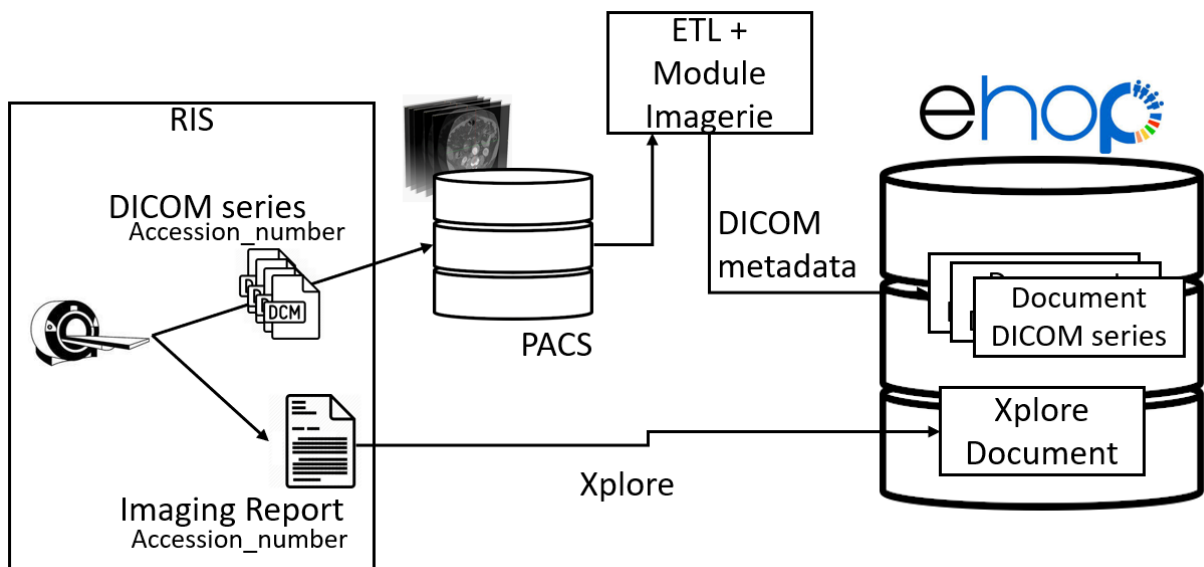 RIS
DICOM series
Accession_number
DCM
Imaging Report
Accession_number
PACS
ETL +
Module
Imagerie
DICOM
metadata
Xplore
ehop
Document
DICOM series
Xplore
Document